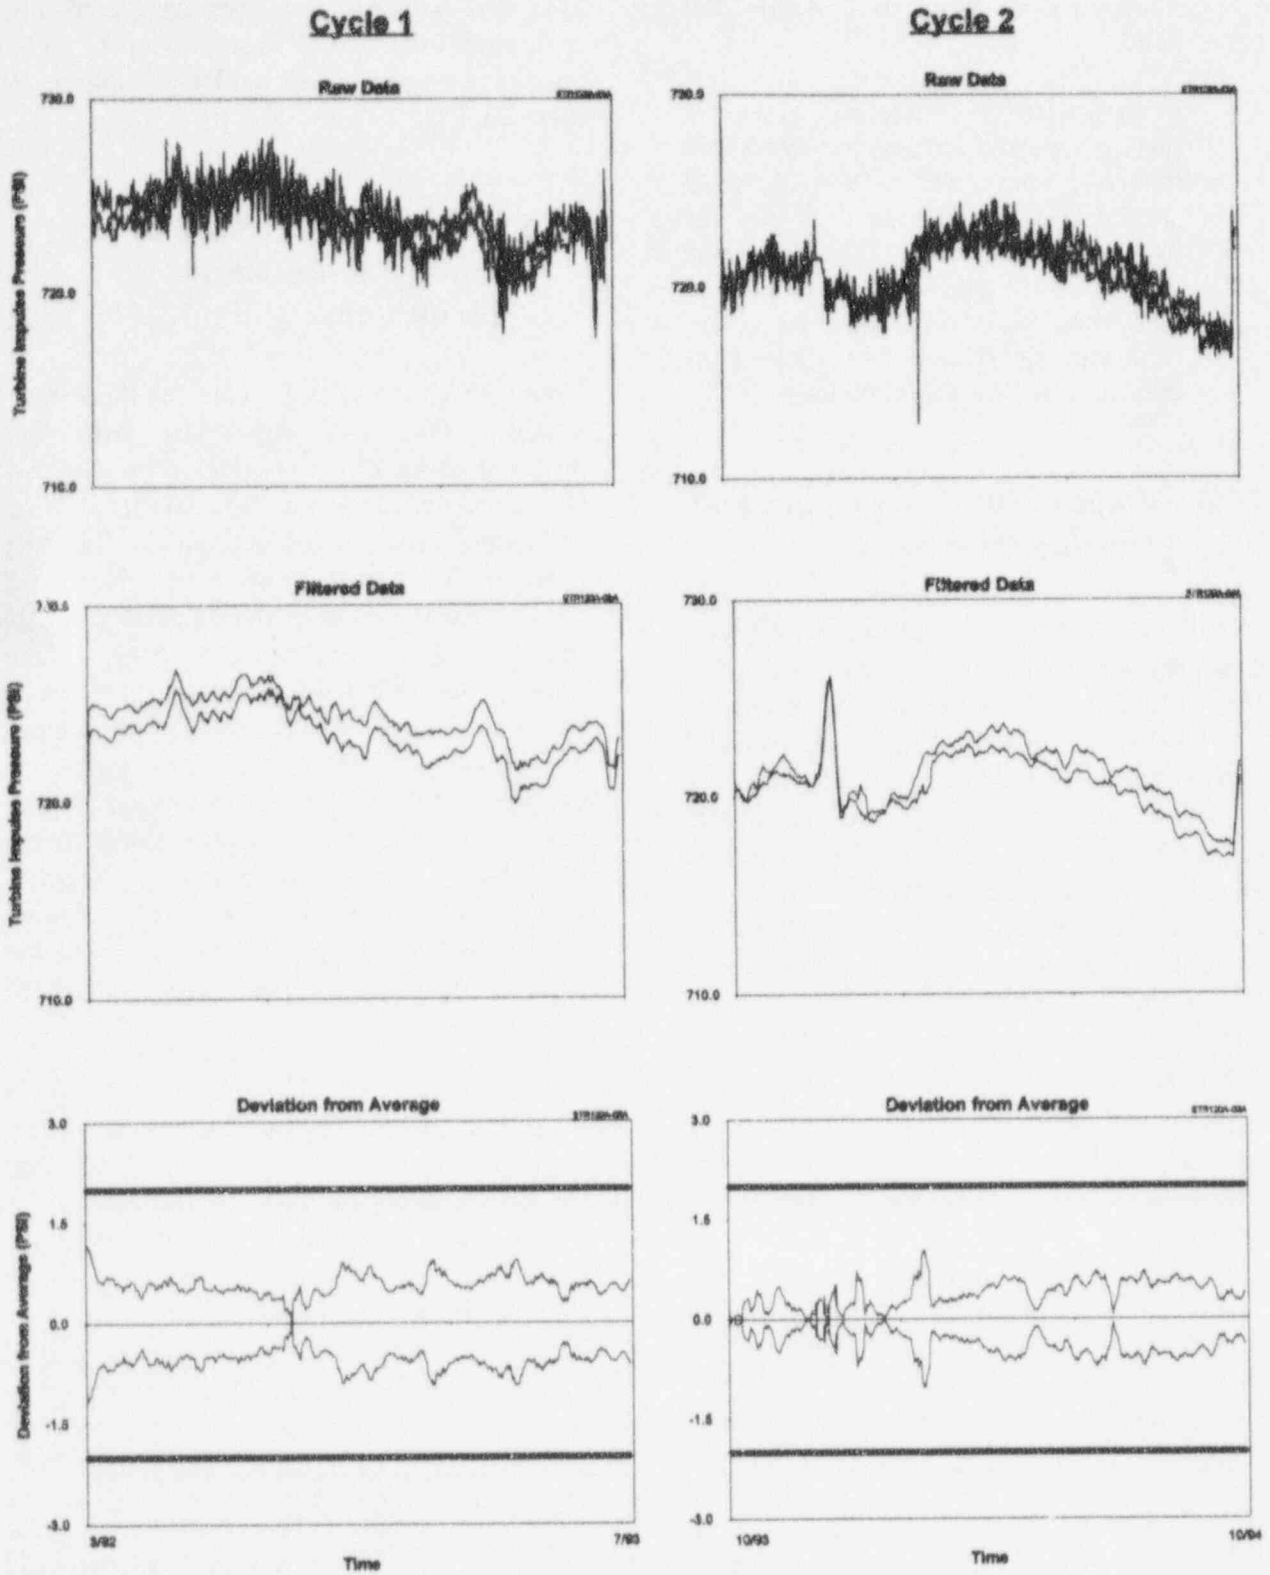 Cycle 1
Cycle 2
Raw Data
730.0
720.0
710.0
Turbine Impulse Pressure (PSI)
Raw Data
730.0
720.0
710.0
Filtered Data
720.0
710.0
Turbine Impulse Pressure (PSI)
Filtered Data
730.0
720.0
710.0
Deviation from Average
3.0
1.5
0.0
-1.5
-3.0
Deviation from Average (PSI)
3/92
7/93
Time
Deviation from Average
3.0
1.5
0.0
-1.5
-3.0
10/93
10/94
Time